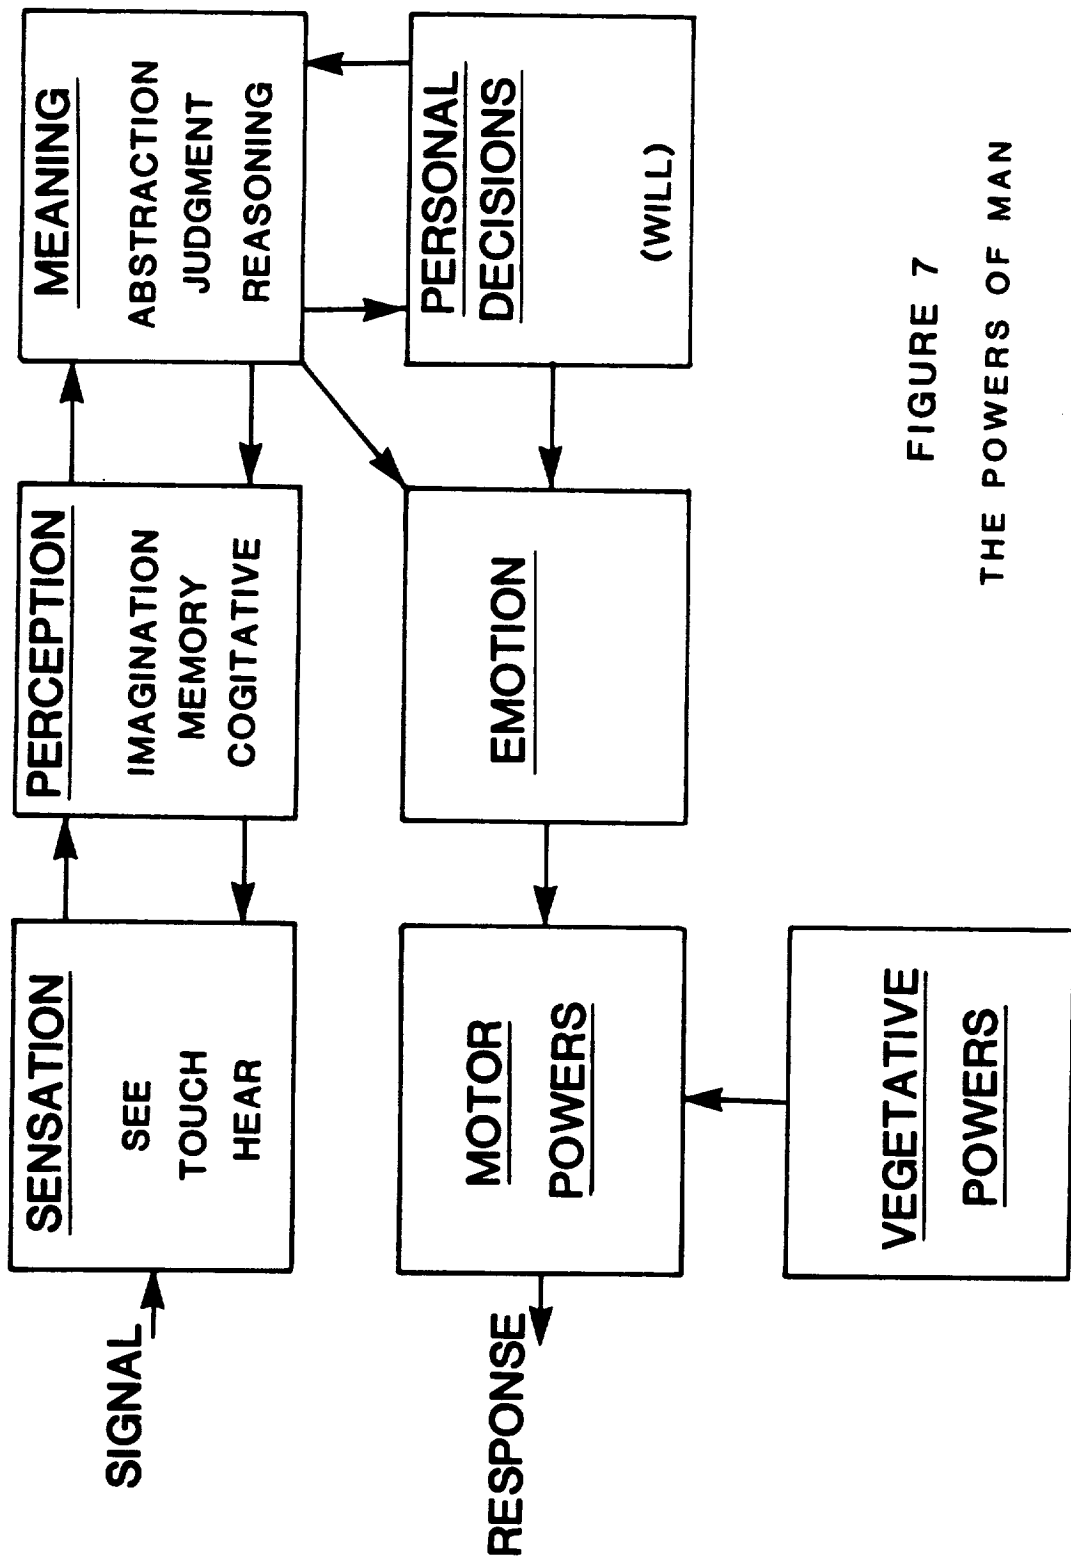 SIGNAL
SENSATION
SEE
TOUCH
HEAR
PERCEPTION
IMAGINATION
MEMORY
COGITATIVE
MEANING
ABSTRACTION
JUDGMENT
REASONING
PERSONAL
DECISIONS
(WILL)
EMOTION
MOTOR
POWERS
RESPONSE
VEGETATIVE
POWERS
FIGURE 7
THE POWERS OF MAN